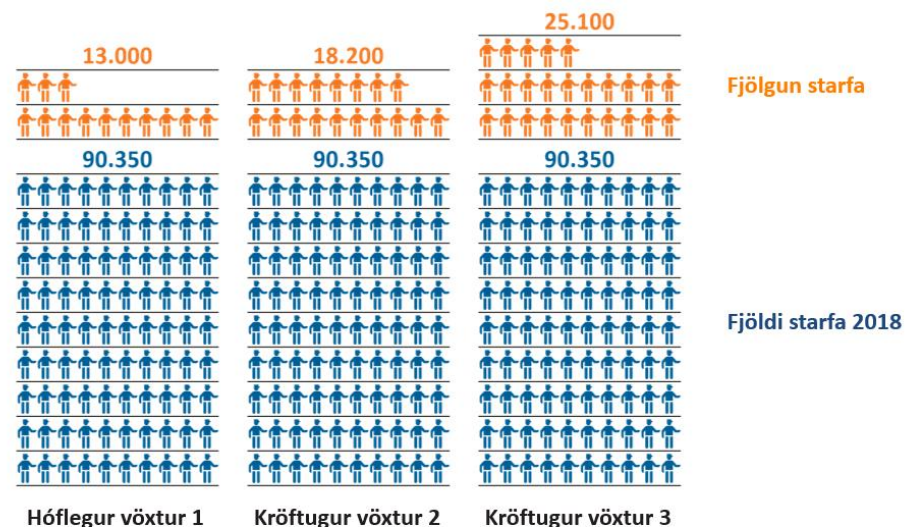 13.000
18.200
25.100
Fjölgun starfa
90.350
90.350
90.350
Fjöldi starfa 2018
Hóflegur vöxtur 1
Kröftugur vöxtur 2
Kröftugur vöxtur 3